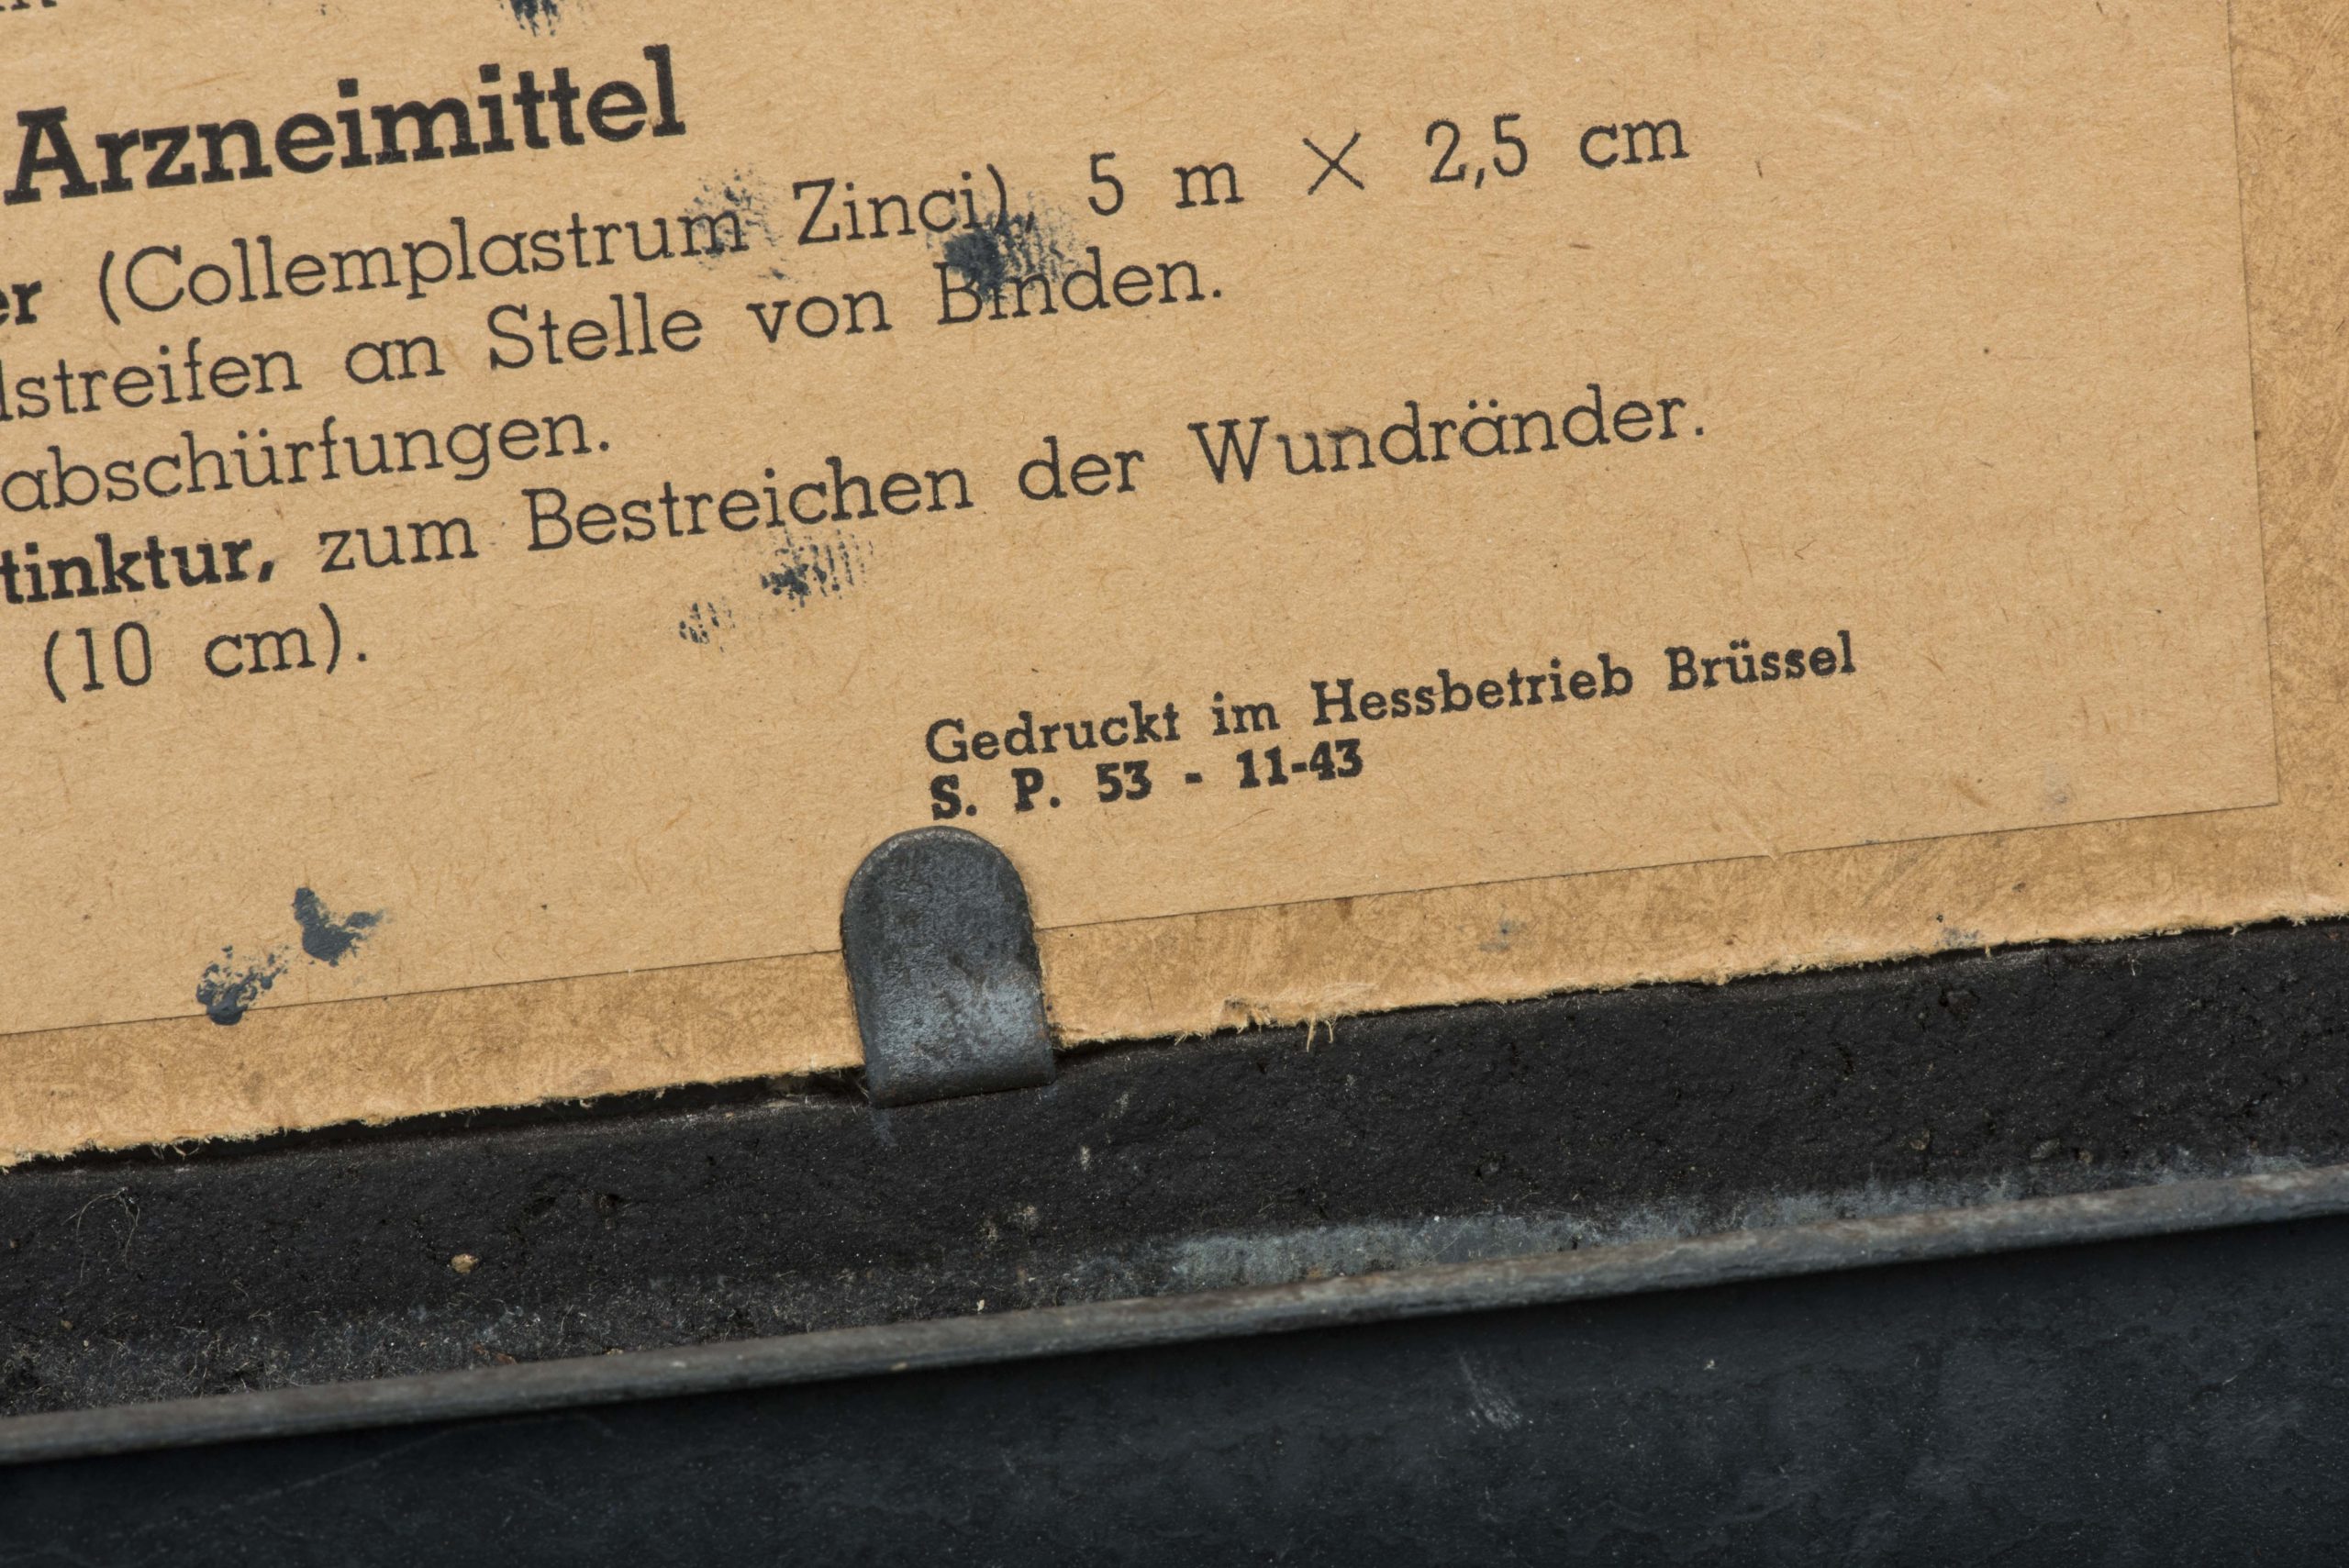 Arzneimittel
er (Collemplastrum Zinci), 5 m × 2,5 cm
lstreifen an Stelle von Binden.
abschürfungen.
tinktur, zum Bestreichen der Wundränder.
(10 cm).
Gedruckt im Hessbetrieb Brüssel
S. P. 53 - 11-43